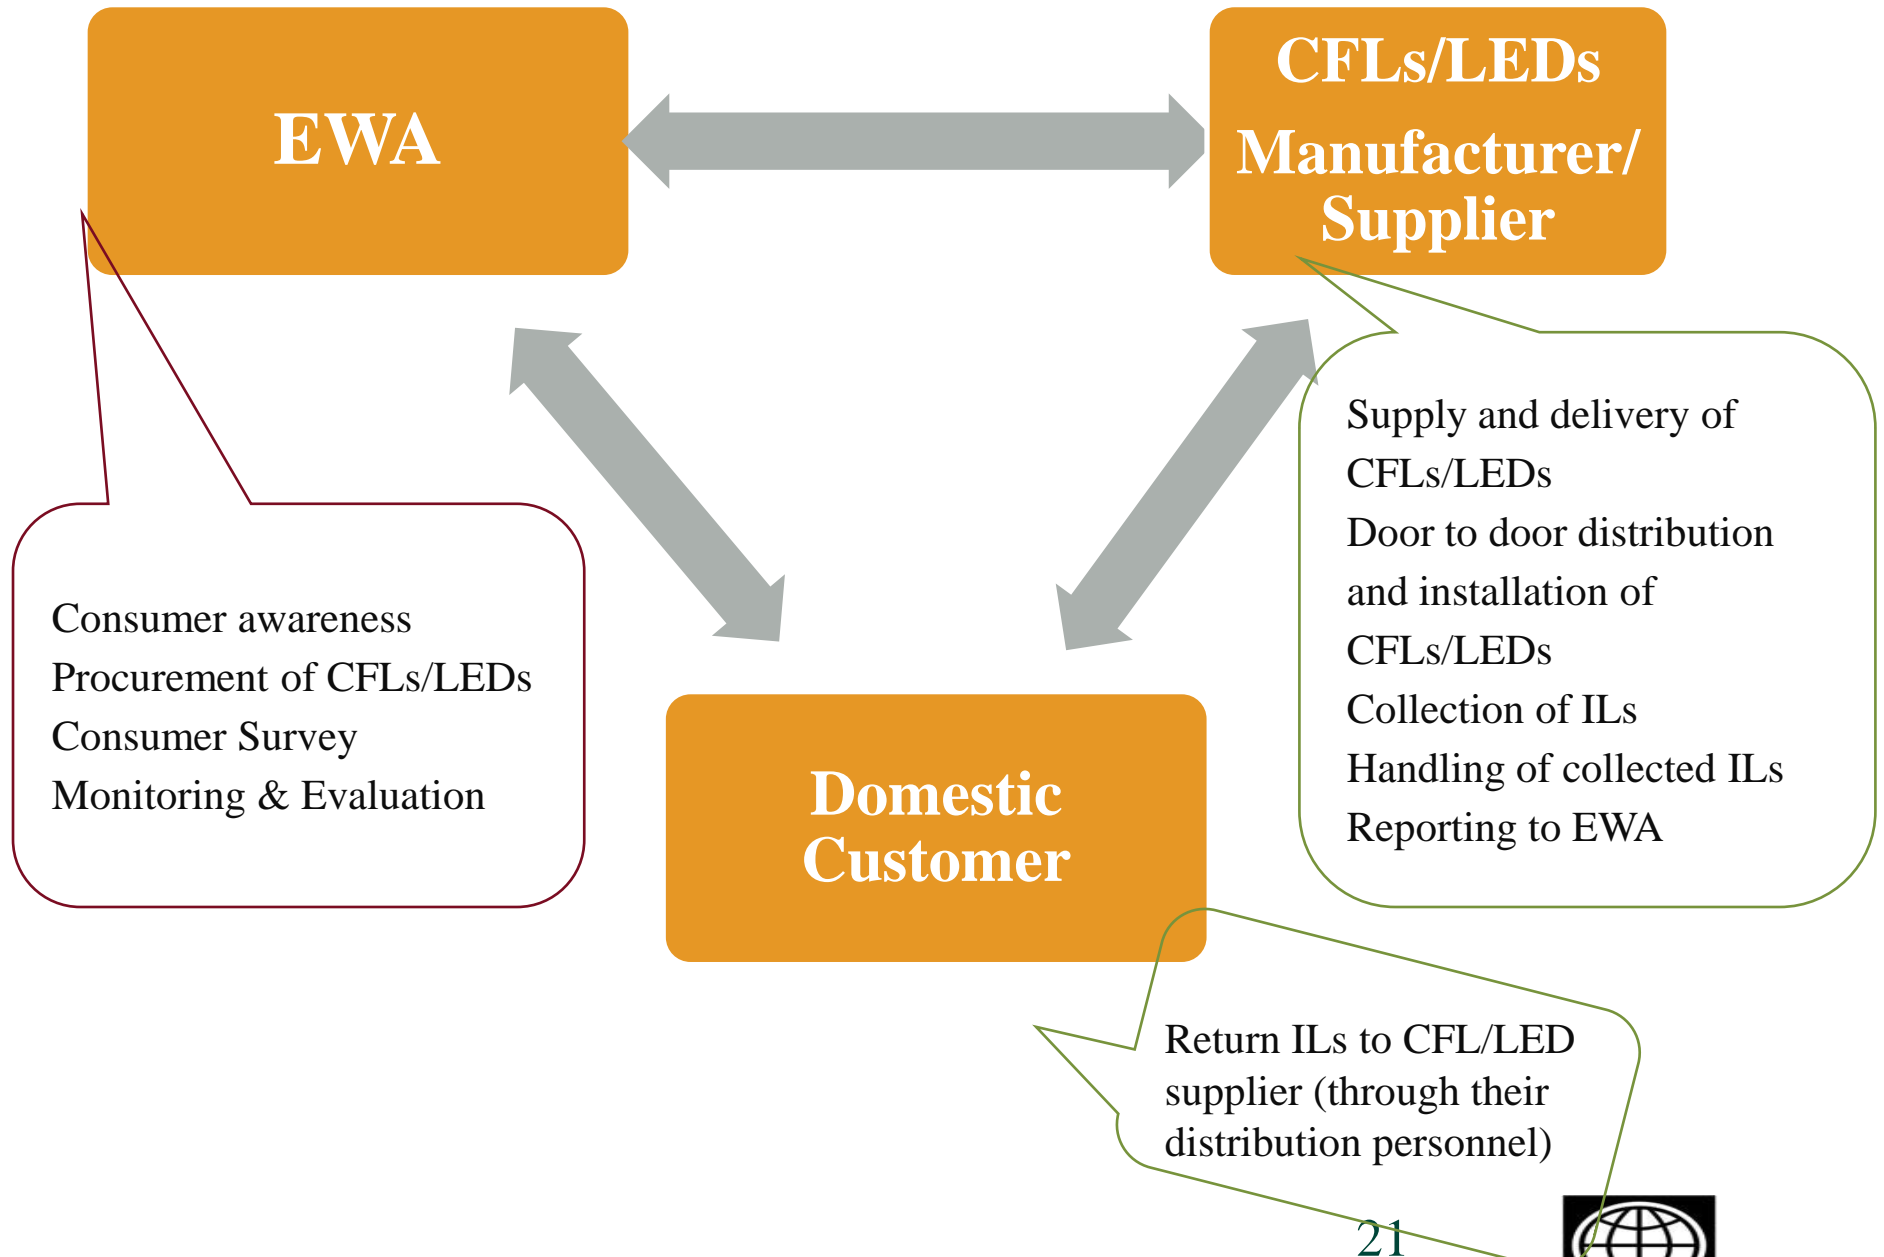 EWA
CFLs/LEDs
Manufacturer/
Supplier
Consumer awareness
Procurement of CFLs/LEDs
Consumer Survey
Monitoring & Evaluation
Supply and delivery of
CFLs/LEDs
Door to door distribution
and installation of
CFLs/LEDs
Collection of ILs
Handling of collected ILs
Reporting to EWA
Domestic
Customer
Return ILs to CFL/LED
supplier (through their
distribution personnel)
21